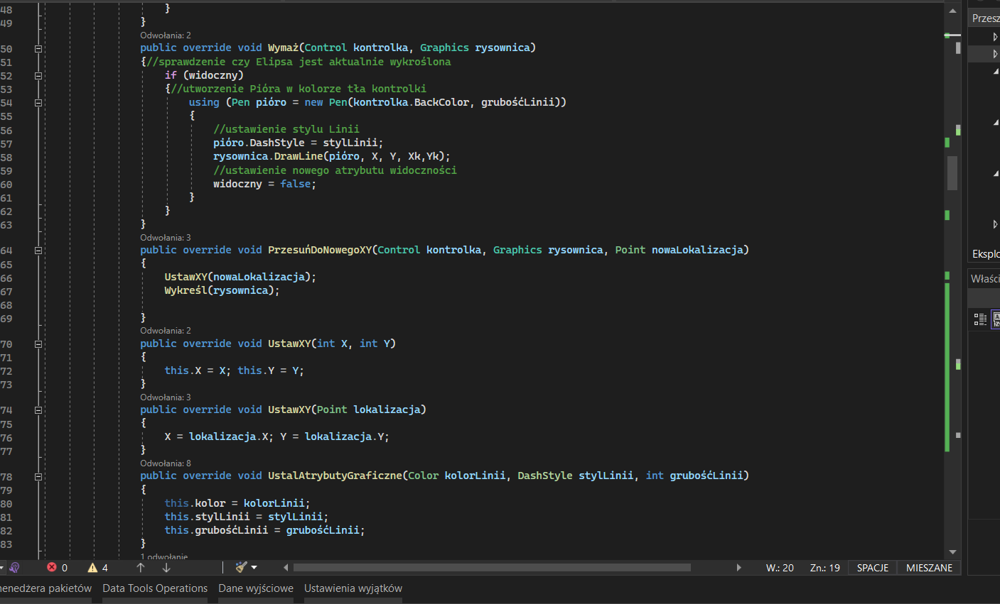 48 }
49 }
Odwołania: 2
50 public override void Wymaż(Control kontrolka, Graphics rysownica)
51 {//sprawdzenie czy Elipsa jest aktualnie wykroślona
52 if (widoczny)
53 {//utworzenie Pióra w kolorze tła kontrolki
54 using (Pen pióro = new Pen(kontrolka.BackColor, grubośćLinii))
55 {
56 //ustawienie stylu Linii
57 pióro.DashStyle = stylLinii;
58 rysownica.DrawLine(pióro, X, Y, Xk,Yk);
59 //ustawienie nowego atrybutu widoczności
60 widoczny = false;
61 }
62 }
63 }
Odwołania: 3
64 public override void PrzesuńDoNowegoXY(Control kontrolka, Graphics rysownica, Point nowaLokalizacja)
65 {
66 UstawXY(nowaLokalizacja);
67 Wykreśl(rysownica);
68
69 }
Odwołania: 2
70 public override void UstawXY(int X, int Y)
71 {
72 this.X = X; this.Y = Y;
73 }
Odwołania: 3
74 public override void UstawXY(Point lokalizacja)
75 {
76 X = lokalizacja.X; Y = lokalizacja.Y;
77 }
Odwołania: 8
78 public override void UstalAtrybutyGraficzne(Color kolorLinii, DashStyle stylLinii, int grubośćLinii)
79 {
80 this.kolor = kolorLinii;
81 this.stylLinii = stylLinii;
82 this.grubośćLinii = grubośćLinii;
83 }
1 odwołanie
Przesz
Eksplo
Właści
0 4 W.: 20 Zn.: 19 SPACJE MIESZANE
menedżera pakietów Data Tools Operations Dane wyjściowe Ustawienia wyjątków